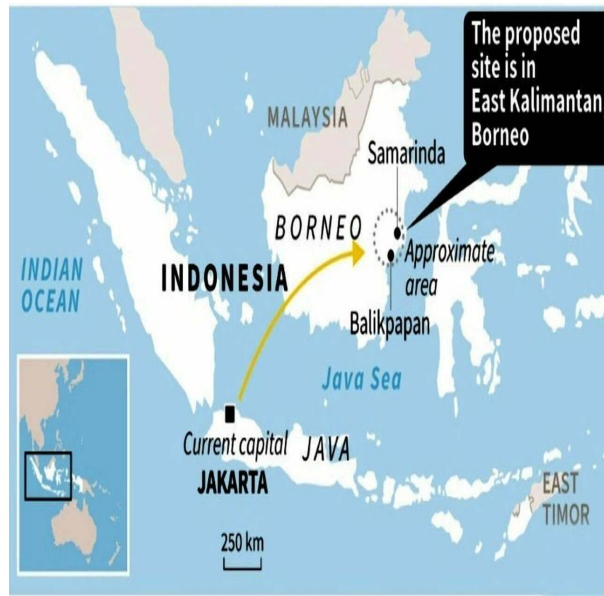 The proposed
site is in
East Kalimantan
Borneo
MALAYSIA
Samarinda
BORNEO
Approximate
area
INDIAN
OCEAN
INDONESIA
Balikpapan
Java Sea
Current capital
JAKARTA
JAVA
EAST
TIMOR
250 km